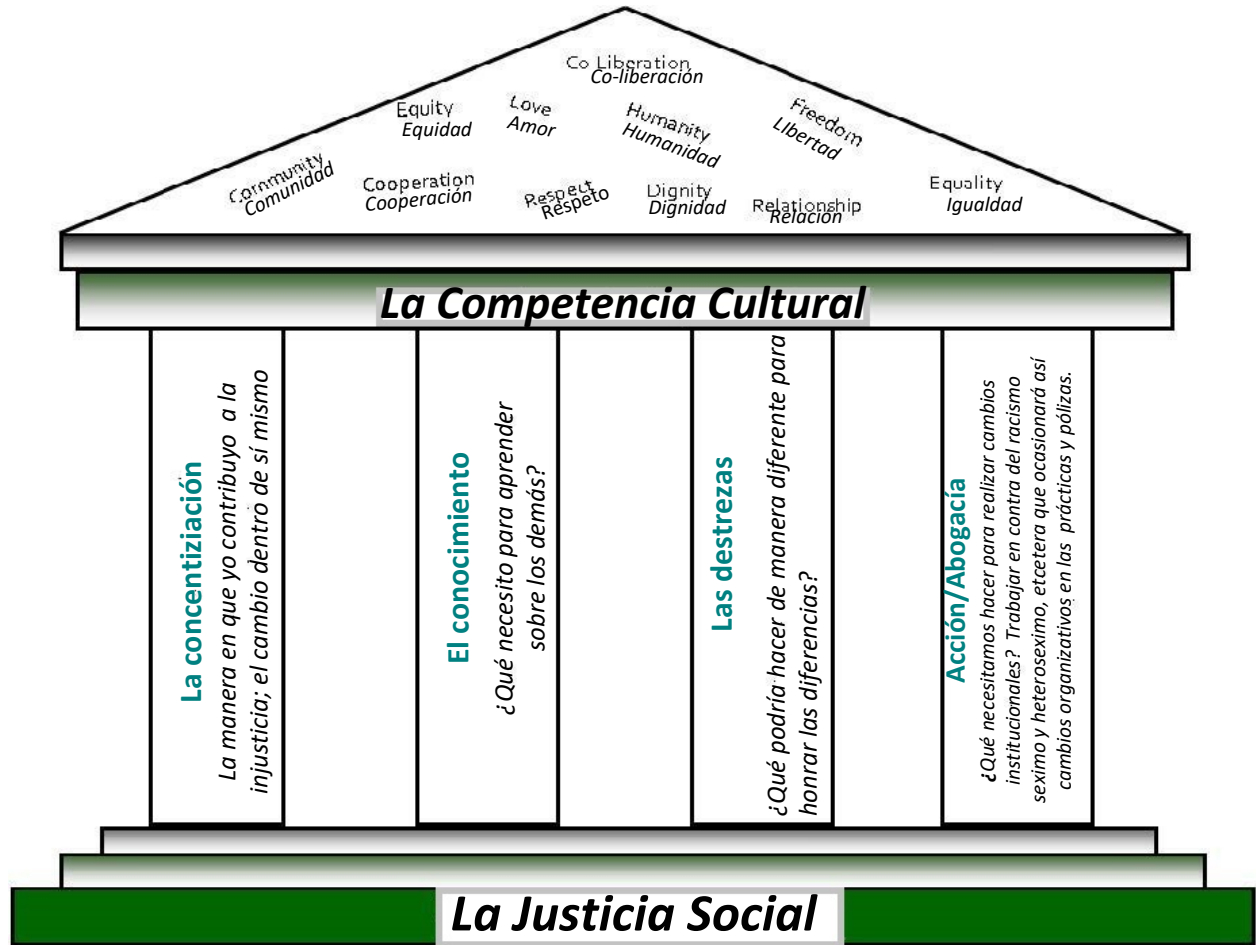 Co Liberation
Co-liberación
Equity
Equidad
Love
Amor
Humanity
Humanidad
Freedom
LIbertad
Community
Comunidad
Cooperation
Cooperación
Respect
Respeto
Dignity
Dignidad
Relationship
Relación
Equality
Igualdad
La Competencia Cultural
La concentiziación
La manera en que yo contribuyo a la
injusticia; el cambio dentro de sí mismo
El conocimiento
¿Qué necesito para aprender
sobre los demás?
Las destrezas
¿Qué podría hacer de manera diferente para
honrar las diferencias?
Acción/Abogacía
¿Qué necesitamos hacer para realizar cambios
institucionales? Trabajar en contra del racismo
seximo y heteroseximo, etcetera que ocasionará así
cambios organizativos en las prácticas y pólizas.
La Justicia Social